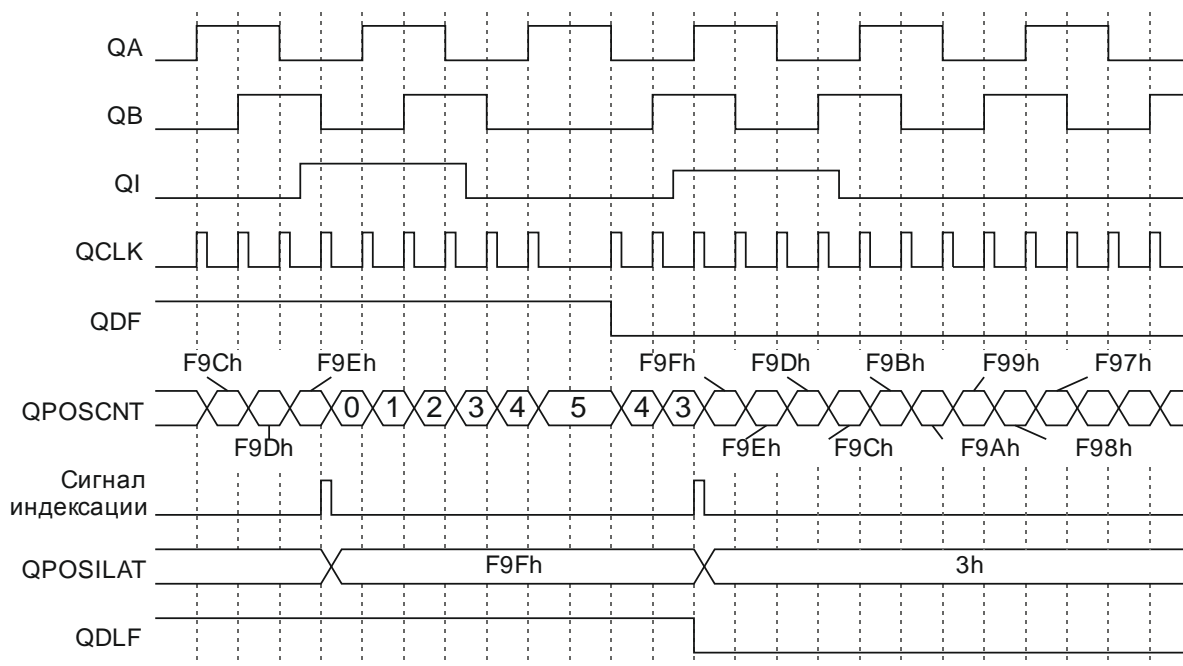 QA
QB
QI
QCLK
QDF
F9Ch
F9Eh
F9Fh
F9Dh
F9Bh
F99h
F97h
QPOSCNT
0
1
2
3
4
5
4
3
F9Dh
F9Eh
F9Ch
F9Ah
F98h
Сигнал
индексации
QPOSILAT
F9Fh
3h
QDLF